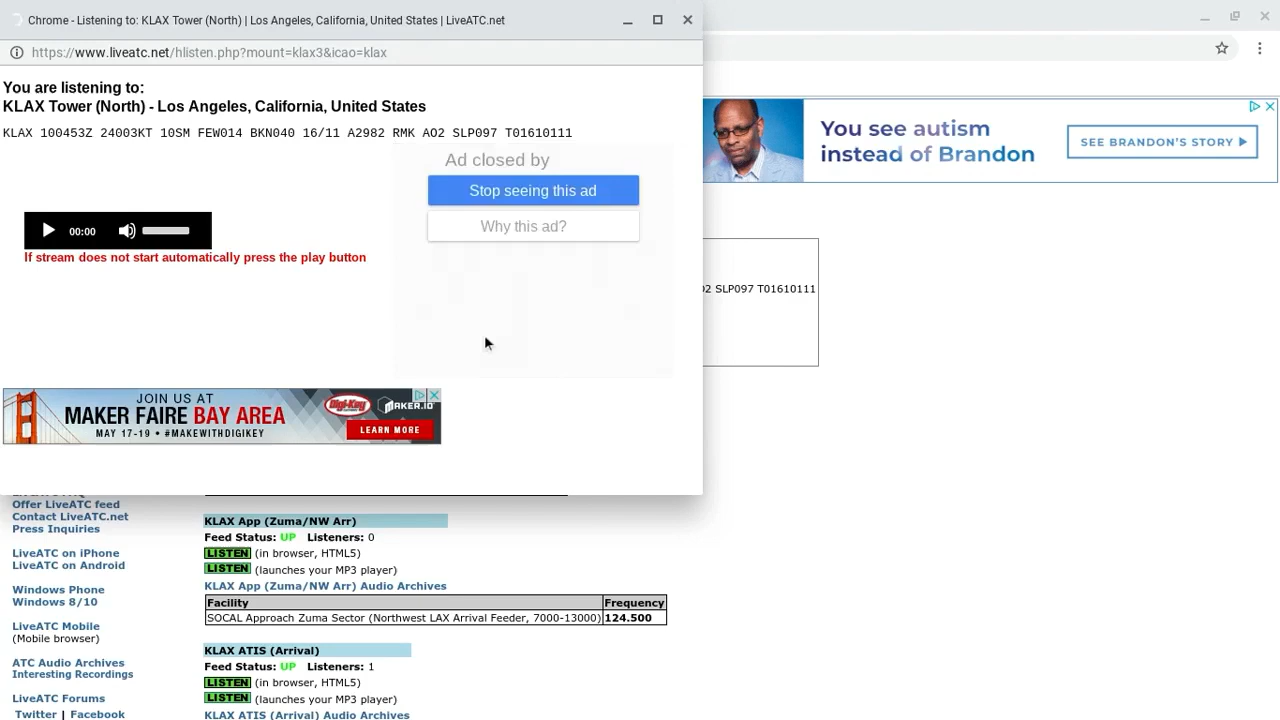 Chrome - Listening to: KLAX Tower (North) | Los Angeles, California, United States | LiveATC.net
https://www.liveatc.net/hlisten.php?mount=klax3&icao=klax
You are listening to:
KLAX Tower (North) - Los Angeles, California, United States
KLAX 100453Z 24003KT 10SM FEW014 BKN040 16/11 A2982 RMK AO2 SLP097 T01610111
Ad closed by
Stop seeing this ad
Why this ad?
00:00
If stream does not start automatically press the play button
You see autism
instead of Brandon
SEE BRANDON'S STORY
O2 SLP097 T01610111
JOIN US AT
MAKER FAIRE BAY AREA
MAY 17-19 • #MAKEWITHDIGIKEY
Digi-Key
MAKER.IO
LEARN MORE
Offer LiveATC feed
Contact LiveATC.net
Press Inquiries
LiveATC on iPhone
LiveATC on Android
Windows Phone
Windows 8/10
LiveATC Mobile
(Mobile browser)
ATC Audio Archives
Interesting Recordings
LiveATC Forums
Twitter | Facebook
KLAX App (Zuma/NW Arr)
Feed Status: UP Listeners: 0
LISTEN (in browser, HTML5)
LISTEN (launches your MP3 player)
KLAX App (Zuma/NW Arr) Audio Archives
Facility Frequency
SOCAL Approach Zuma Sector (Northwest LAX Arrival Feeder, 7000-13000) 124.500
KLAX ATIS (Arrival)
Feed Status: UP Listeners: 1
LISTEN (in browser, HTML5)
LISTEN (launches your MP3 player)
KLAX ATIS (Arrival) Audio Archives